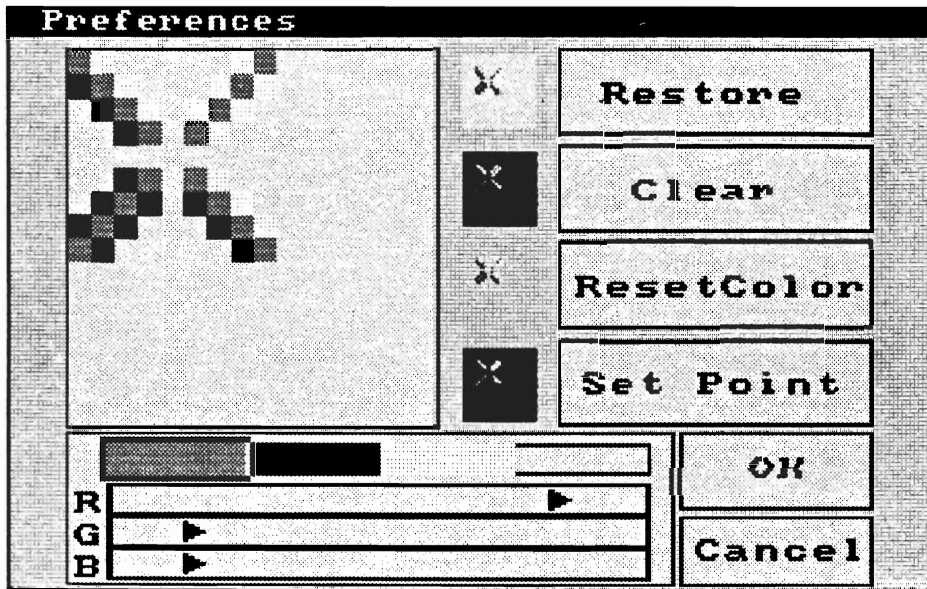 Preferences
Restore
Clear
ResetColor
Set Point
OK
R
G
B
Cancel